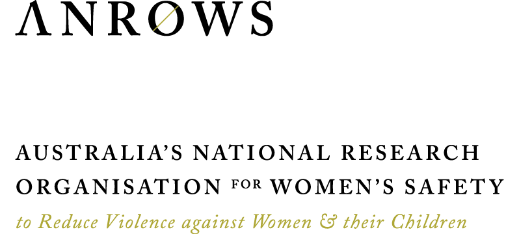 ANROWS
AUSTRALIA'S NATIONAL RESEARCH
ORGANISATION FOR WOMEN'S SAFETY
to Reduce Violence against Women & their Children